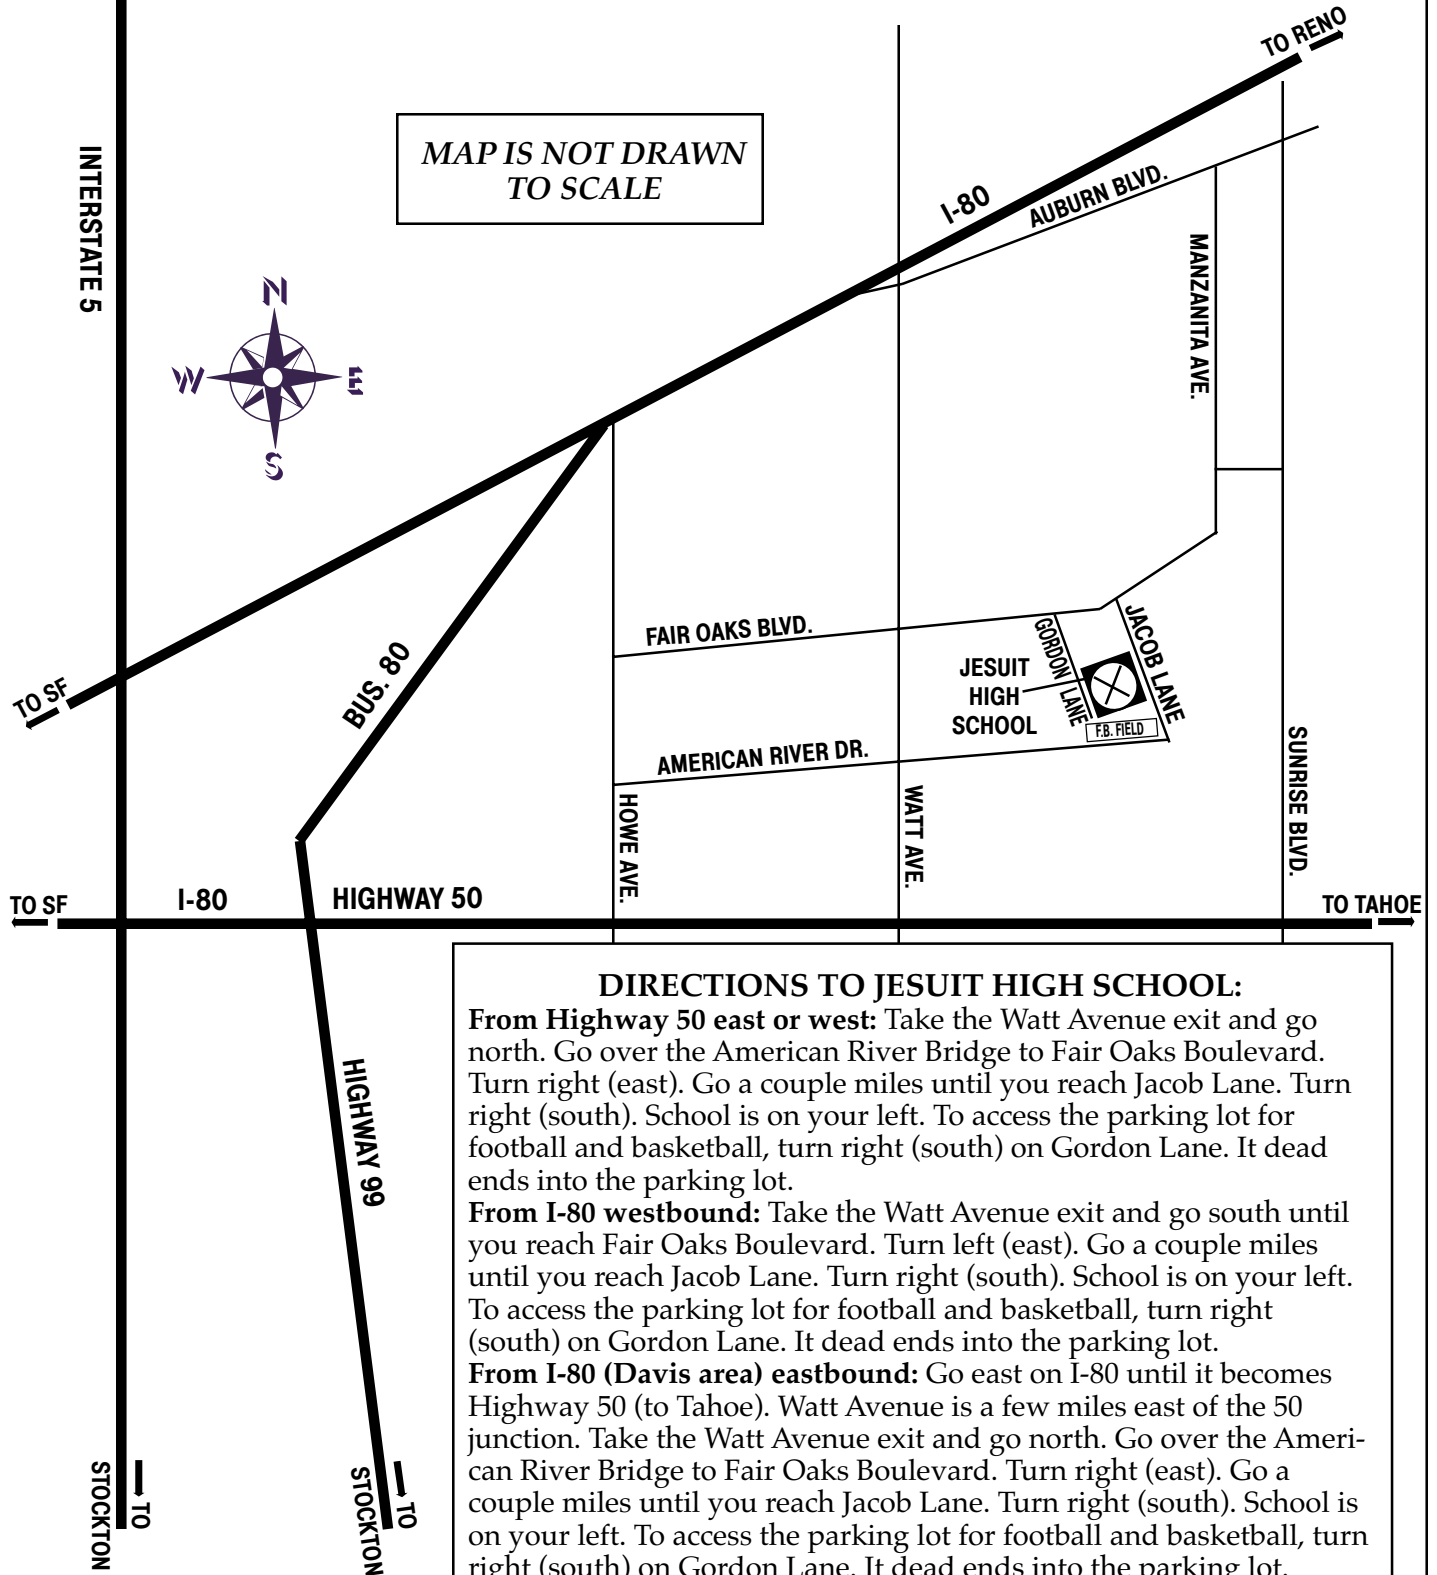 TO RENO
MAP IS NOT DRAWN
TO SCALE
INTERSTATE 5
I-80
AUBURN BLVD.
MANZANITA AVE.
N
W
E
S
FAIR OAKS BLVD.
GORDON LANE
JACOB LANE
JESUIT
HIGH
SCHOOL
F.B. FIELD
BUS. 80
TO SF
AMERICAN RIVER DR.
HOWE AVE.
WATT AVE.
SUNRISE BLVD.
TO SF
I-80
HIGHWAY 50
TO TAHOE
HIGHWAY 99
TO
STOCKTON
TO
STOCKTON
DIRECTIONS TO JESUIT HIGH SCHOOL:
From Highway 50 east or west: Take the Watt Avenue exit and go
north. Go over the American River Bridge to Fair Oaks Boulevard.
Turn right (east). Go a couple miles until you reach Jacob Lane. Turn
right (south). School is on your left. To access the parking lot for
football and basketball, turn right (south) on Gordon Lane. It dead
ends into the parking lot.
From I-80 westbound: Take the Watt Avenue exit and go south until
you reach Fair Oaks Boulevard. Turn left (east). Go a couple miles
until you reach Jacob Lane. Turn right (south). School is on your left.
To access the parking lot for football and basketball, turn right
(south) on Gordon Lane. It dead ends into the parking lot.
From I-80 (Davis area) eastbound: Go east on I-80 until it becomes
Highway 50 (to Tahoe). Watt Avenue is a few miles east of the 50
junction. Take the Watt Avenue exit and go north. Go over the Ameri-
can River Bridge to Fair Oaks Boulevard. Turn right (east). Go a
couple miles until you reach Jacob Lane. Turn right (south). School is
on your left. To access the parking lot for football and basketball, turn
right (south) on Gordon Lane. It dead ends into the parking lot.